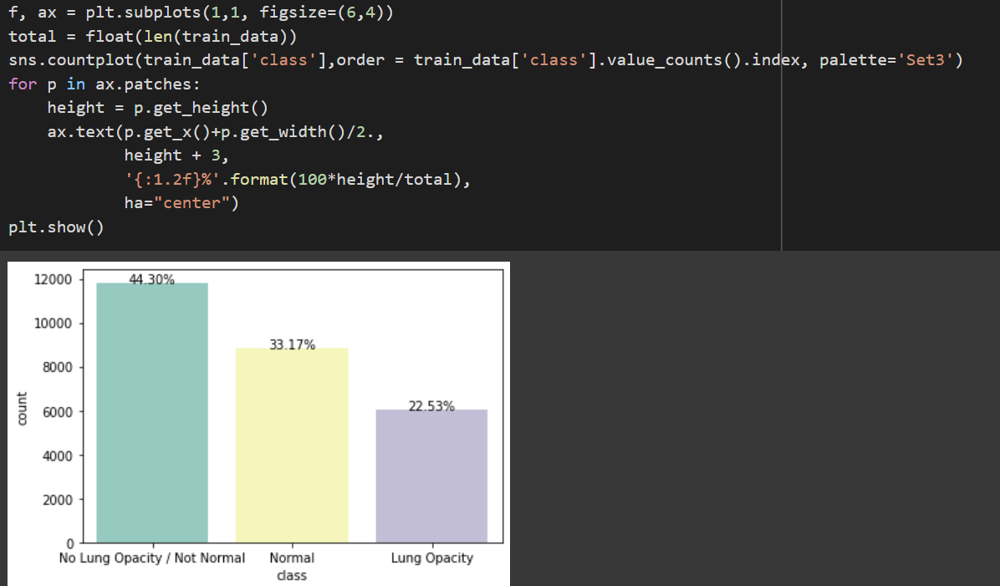 f, ax = plt.subplots(1,1, figsize=(6,4))
total = float(len(train_data))
sns.countplot(train_data['class'],order = train_data['class'].value_counts().index, palette='Set3')
for p in ax.patches:
    height = p.get_height()
    ax.text(p.get_x()+p.get_width()/2.,
            height + 3,
            '{:1.2f}%'.format(100*height/total),
            ha="center")
plt.show()
12000
44.30%
10000
33.17%
8000
count
6000
22.53%
4000
2000
0
No Lung Opacity / Not Normal Normal Lung Opacity
class